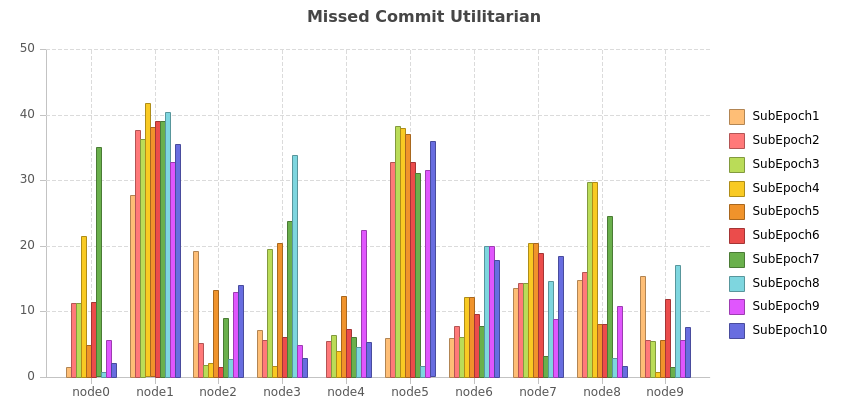 Missed Commit Utilitarian
50
40
30
20
10
0
node0 node1 node2 node3 node4 node5 node6 node7 node8 node9
SubEpoch1
SubEpoch2
SubEpoch3
SubEpoch4
SubEpoch5
SubEpoch6
SubEpoch7
SubEpoch8
SubEpoch9
SubEpoch10